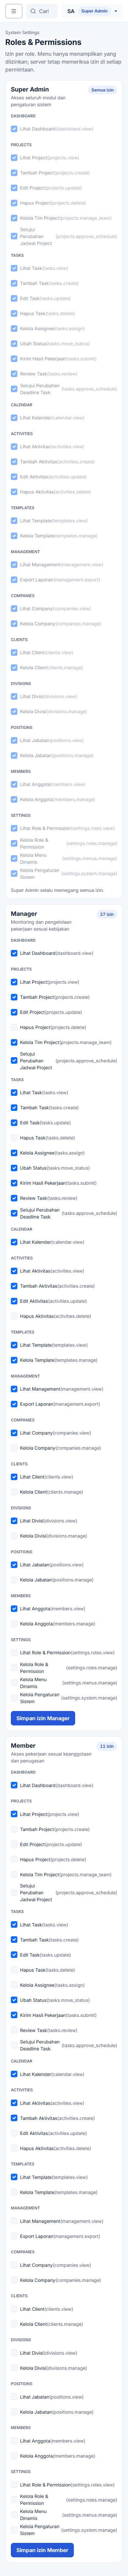 Cari
SA
Super Admin
System Settings
Roles & Permissions
Izin per role. Menu hanya menampilkan yang
diizinkan, server tetap memeriksa izin di setiap
permintaan.
Super Admin
Semua izin
Akses seluruh modul dan
pengaturan sistem
DASHBOARD
Lihat Dashboard(dashboard.view)
PROJECTS
Lihat Project(projects.view)
Tambah Project(projects.create)
Edit Project(projects.update)
Hapus Project(projects.delete)
Kelola Tim Project(projects.manage_team)
Setujui
Perubahan
Jadwal Project
(projects.approve_schedule)
TASKS
Lihat Task(tasks.view)
Tambah Task(tasks.create)
Edit Task(tasks.update)
Hapus Task(tasks.delete)
Kelola Assignee(tasks.assign)
Ubah Status(tasks.move_status)
Kirim Hasil Pekerjaan(tasks.submit)
Review Task(tasks.review)
Setujui Perubahan
Deadline Task
(tasks.approve_schedule)
CALENDAR
Lihat Kalender(calendar.view)
ACTIVITIES
Lihat Aktivitas(activities.view)
Tambah Aktivitas(activities.create)
Edit Aktivitas(activities.update)
Hapus Aktivitas(activities.delete)
TEMPLATES
Lihat Template(templates.view)
Kelola Template(templates.manage)
MANAGEMENT
Lihat Management(management.view)
Export Laporan(management.export)
COMPANIES
Lihat Company(companies.view)
Kelola Company(companies.manage)
CLIENTS
Lihat Client(clients.view)
Kelola Client(clients.manage)
DIVISIONS
Lihat Divisi(divisions.view)
Kelola Divisi(divisions.manage)
POSITIONS
Lihat Jabatan(positions.view)
Kelola Jabatan(positions.manage)
MEMBERS
Lihat Anggota(members.view)
Kelola Anggota(members.manage)
SETTINGS
Lihat Role & Permission(settings.roles.view)
Kelola Role &
Permission
(settings.roles.manage)
Kelola Menu
Dinamis
(settings.menus.manage)
Kelola Pengaturan
Sistem
(settings.system.manage)
Super Admin selalu memegang semua izin.
Manager
27 izin
Monitoring dan pengelolaan
pekerjaan sesuai kebijakan
DASHBOARD
Lihat Dashboard(dashboard.view)
PROJECTS
Lihat Project(projects.view)
Tambah Project(projects.create)
Edit Project(projects.update)
Hapus Project(projects.delete)
Kelola Tim Project(projects.manage_team)
Setujui
Perubahan
Jadwal Project
(projects.approve_schedule)
TASKS
Lihat Task(tasks.view)
Tambah Task(tasks.create)
Edit Task(tasks.update)
Hapus Task(tasks.delete)
Kelola Assignee(tasks.assign)
Ubah Status(tasks.move_status)
Kirim Hasil Pekerjaan(tasks.submit)
Review Task(tasks.review)
Setujui Perubahan
Deadline Task
(tasks.approve_schedule)
CALENDAR
Lihat Kalender(calendar.view)
ACTIVITIES
Lihat Aktivitas(activities.view)
Tambah Aktivitas(activities.create)
Edit Aktivitas(activities.update)
Hapus Aktivitas(activities.delete)
TEMPLATES
Lihat Template(templates.view)
Kelola Template(templates.manage)
MANAGEMENT
Lihat Management(management.view)
Export Laporan(management.export)
COMPANIES
Lihat Company(companies.view)
Kelola Company(companies.manage)
CLIENTS
Lihat Client(clients.view)
Kelola Client(clients.manage)
DIVISIONS
Lihat Divisi(divisions.view)
Kelola Divisi(divisions.manage)
POSITIONS
Lihat Jabatan(positions.view)
Kelola Jabatan(positions.manage)
MEMBERS
Lihat Anggota(members.view)
Kelola Anggota(members.manage)
SETTINGS
Lihat Role & Permission(settings.roles.view)
Kelola Role &
Permission
(settings.roles.manage)
Kelola Menu
Dinamis
(settings.menus.manage)
Kelola Pengaturan
Sistem
(settings.system.manage)
Simpan izin Manager
Member
11 izin
Akses pekerjaan sesuai keanggotaan
dan penugasan
DASHBOARD
Lihat Dashboard(dashboard.view)
PROJECTS
Lihat Project(projects.view)
Tambah Project(projects.create)
Edit Project(projects.update)
Hapus Project(projects.delete)
Kelola Tim Project(projects.manage_team)
Setujui
Perubahan
Jadwal Project
(projects.approve_schedule)
TASKS
Lihat Task(tasks.view)
Tambah Task(tasks.create)
Edit Task(tasks.update)
Hapus Task(tasks.delete)
Kelola Assignee(tasks.assign)
Ubah Status(tasks.move_status)
Kirim Hasil Pekerjaan(tasks.submit)
Review Task(tasks.review)
Setujui Perubahan
Deadline Task
(tasks.approve_schedule)
CALENDAR
Lihat Kalender(calendar.view)
ACTIVITIES
Lihat Aktivitas(activities.view)
Tambah Aktivitas(activities.create)
Edit Aktivitas(activities.update)
Hapus Aktivitas(activities.delete)
TEMPLATES
Lihat Template(templates.view)
Kelola Template(templates.manage)
MANAGEMENT
Lihat Management(management.view)
Export Laporan(management.export)
COMPANIES
Lihat Company(companies.view)
Kelola Company(companies.manage)
CLIENTS
Lihat Client(clients.view)
Kelola Client(clients.manage)
DIVISIONS
Lihat Divisi(divisions.view)
Kelola Divisi(divisions.manage)
POSITIONS
Lihat Jabatan(positions.view)
Kelola Jabatan(positions.manage)
MEMBERS
Lihat Anggota(members.view)
Kelola Anggota(members.manage)
SETTINGS
Lihat Role & Permission(settings.roles.view)
Kelola Role &
Permission
(settings.roles.manage)
Kelola Menu
Dinamis
(settings.menus.manage)
Kelola Pengaturan
Sistem
(settings.system.manage)
Simpan izin Member